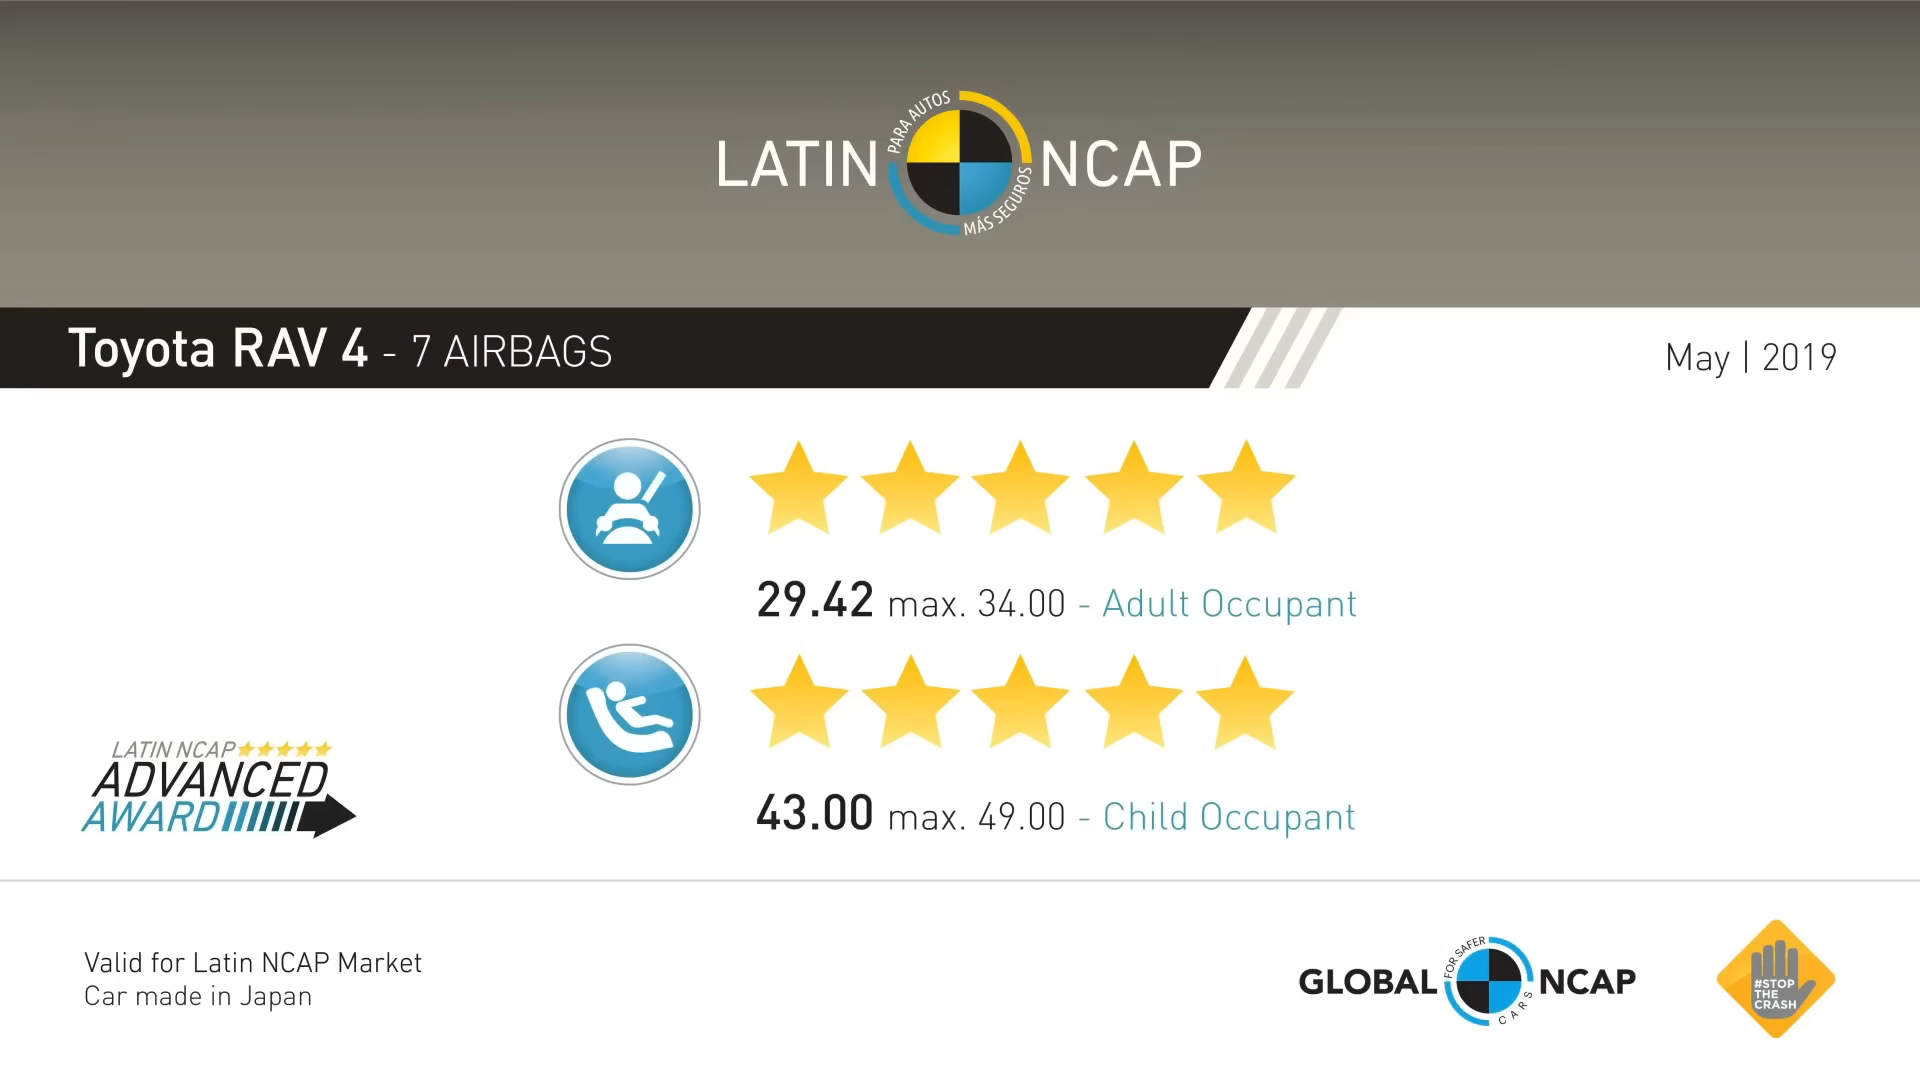 LATIN NCAP
PARA AUTOS
MÁS SEGUROS
Toyota RAV 4 - 7 AIRBAGS
May | 2019
29.42 max. 34.00 - Adult Occupant
43.00 max. 49.00 - Child Occupant
LATIN NCAP
ADVANCED
AWARD
Valid for Latin NCAP Market
Car made in Japan
GLOBAL NCAP
FOR SAFER
CARS
#STOP
THE
CRASH